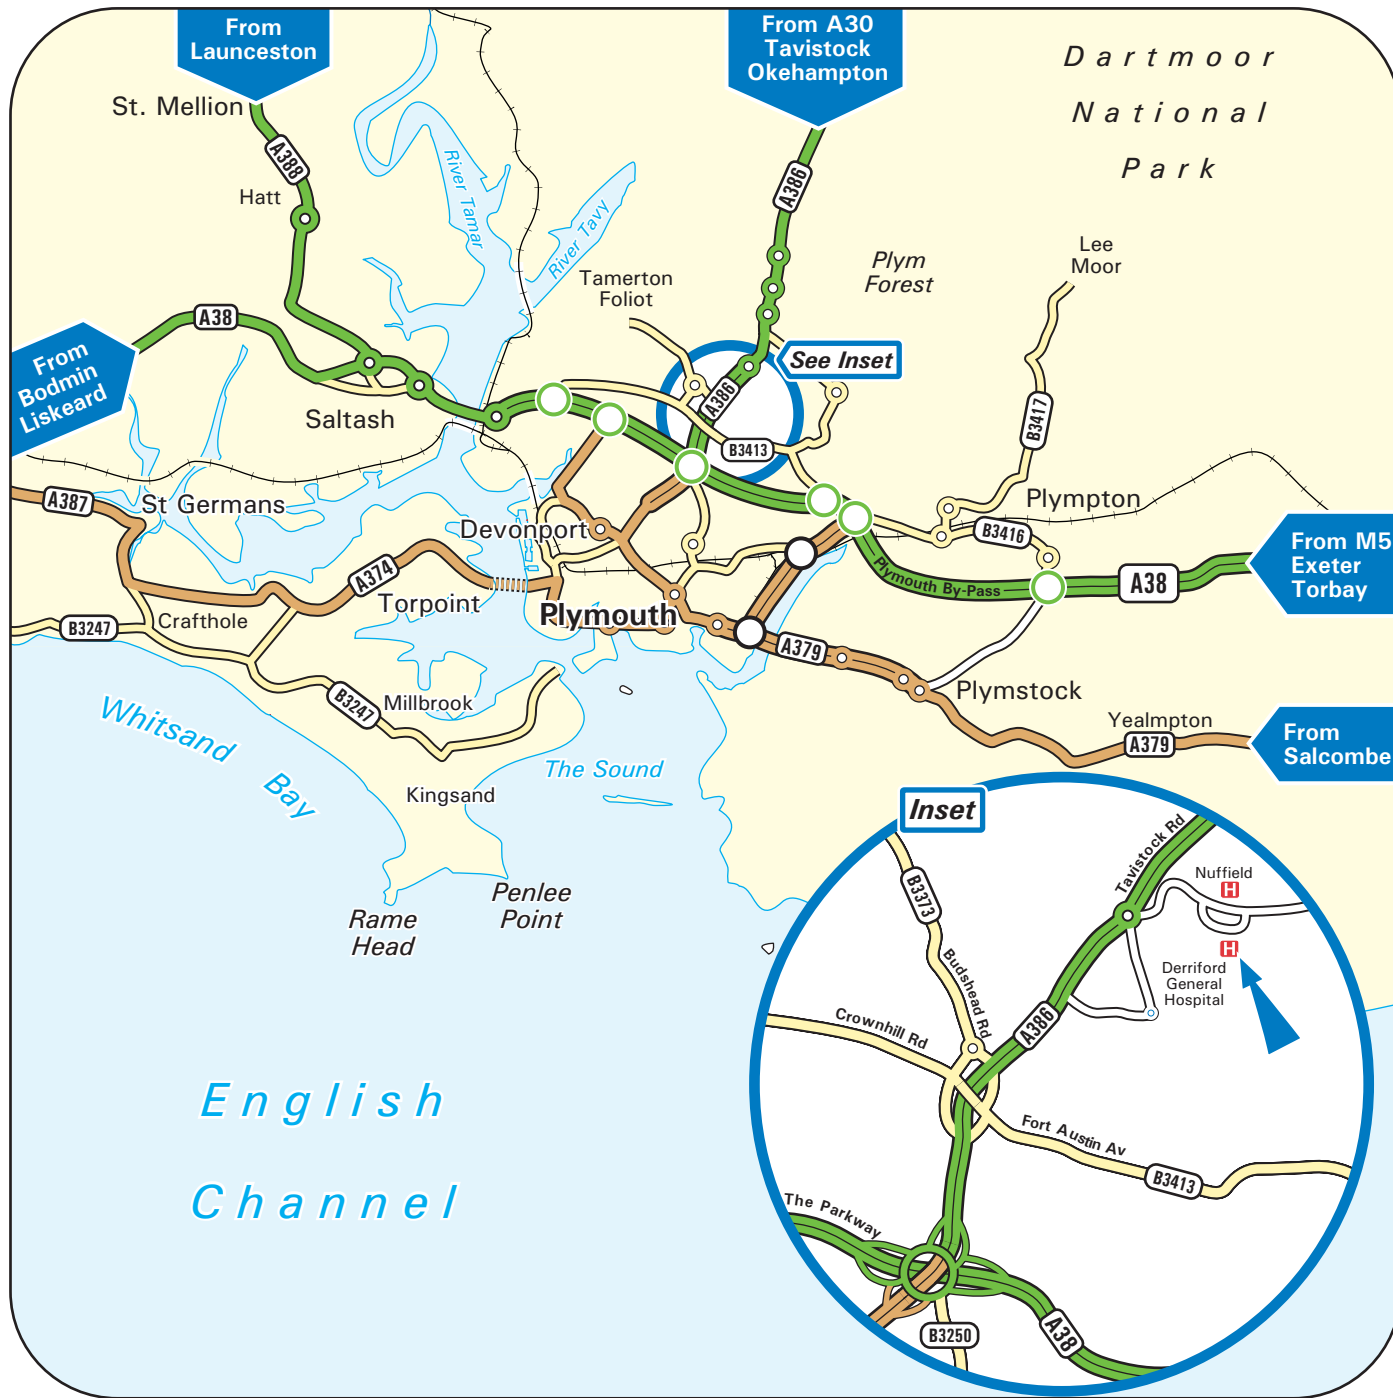 From
Launceston
From A30
Tavistock
Okehampton
Dartmoor
National
Park
St. Mellion
A388
Hatt
River Tamar
River Tavy
A386
Plym
Forest
Lee
Moor
Tamerton
Foliot
A38
From
Bodmin
Liskeard
See Inset
A386
Saltash
B3413
B3417
A387
St Germans
Plympton
Devonport
B3416
From M5
Exeter
Torbay
A374
Plymouth By-Pass
A38
Torpoint
Plymouth
Crafthole
B3247
A379
Plymstock
B3247
Millbrook
Yealmpton
A379
From
Salcombe
Whitsand Bay
The Sound
Kingsand
Penlee
Point
Rame
Head
English
Channel
Inset
Tavistock Rd
B3373
Nuffield
H
H
Derriford
General
Hospital
Budshead Rd
Crownhill Rd
A386
Fort Austin Av
B3413
The Parkway
B3250
A38